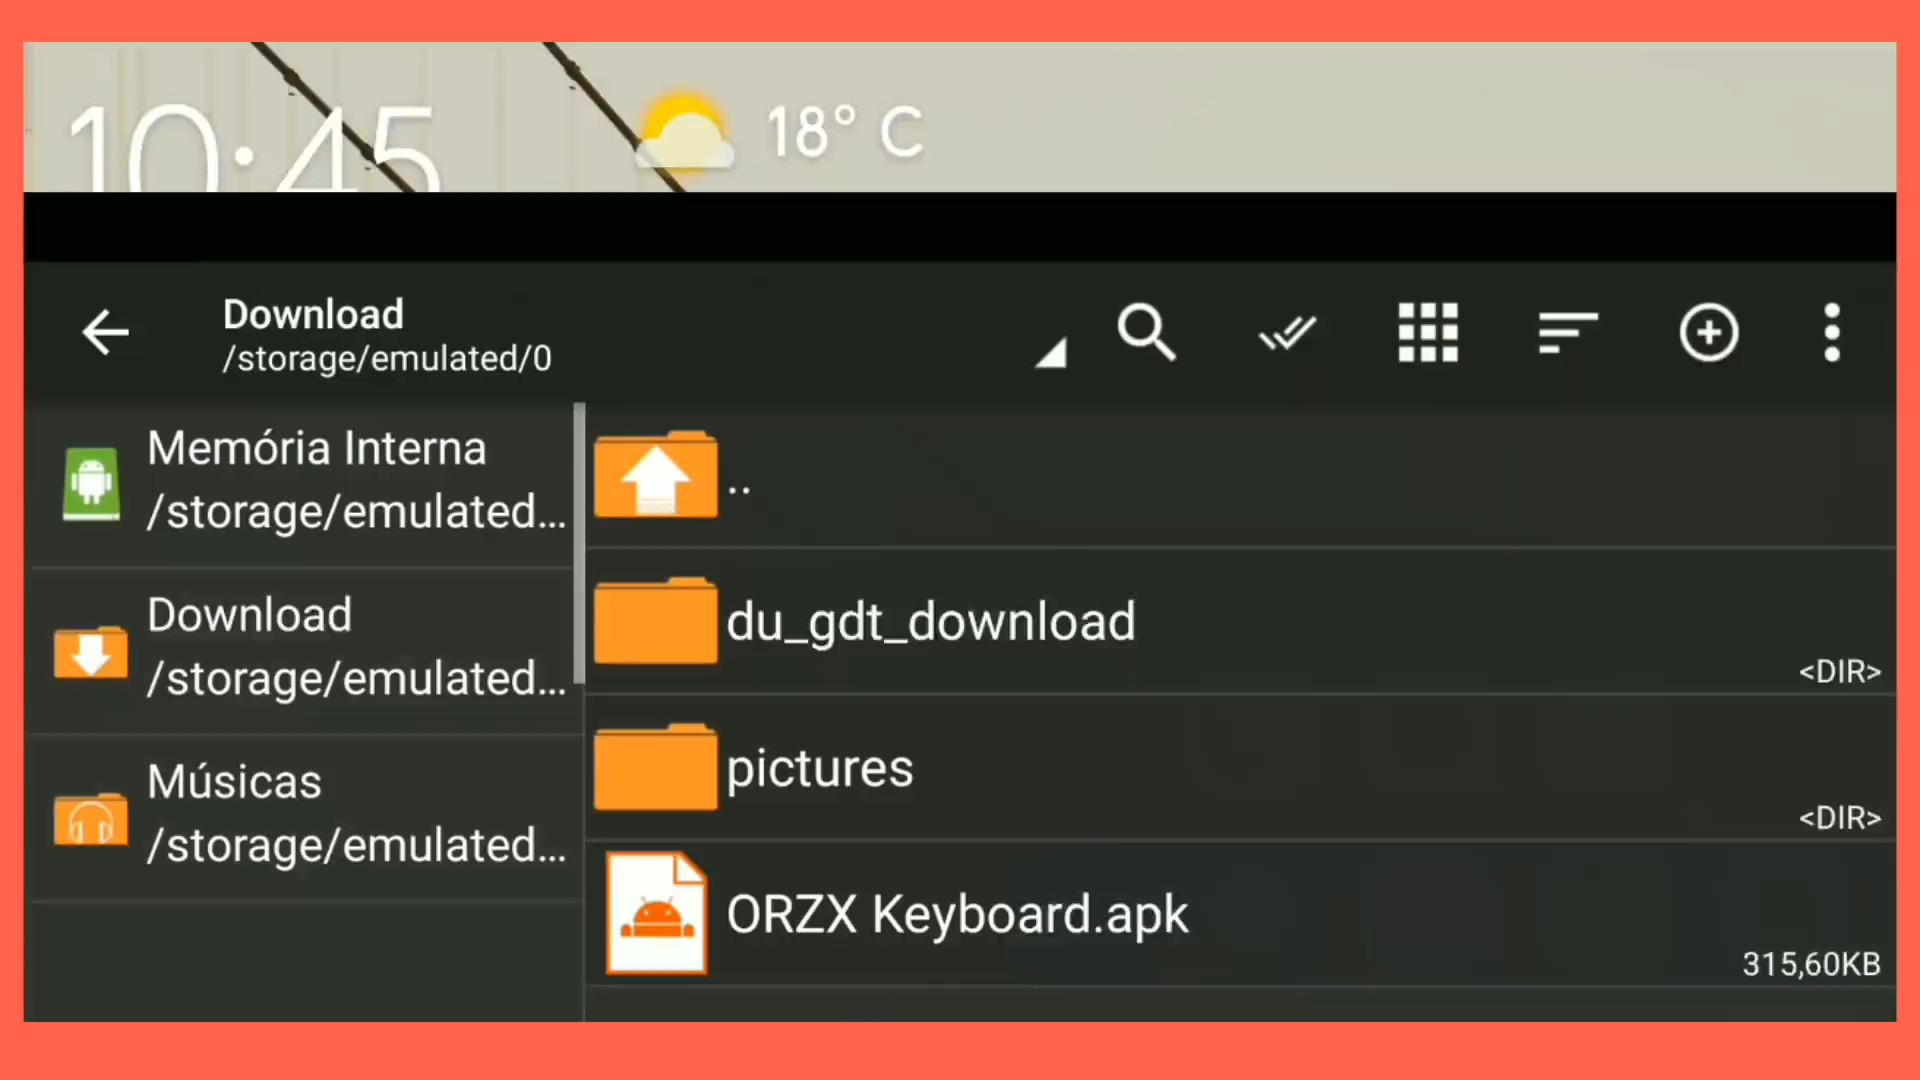 10:45
18° C
Download
/storage/emulated/0
Memória Interna
/storage/emulated...
Download
/storage/emulated...
Músicas
/storage/emulated...
..
du_gdt_download
<DIR>
pictures
<DIR>
ORZX Keyboard.apk
315,60KB